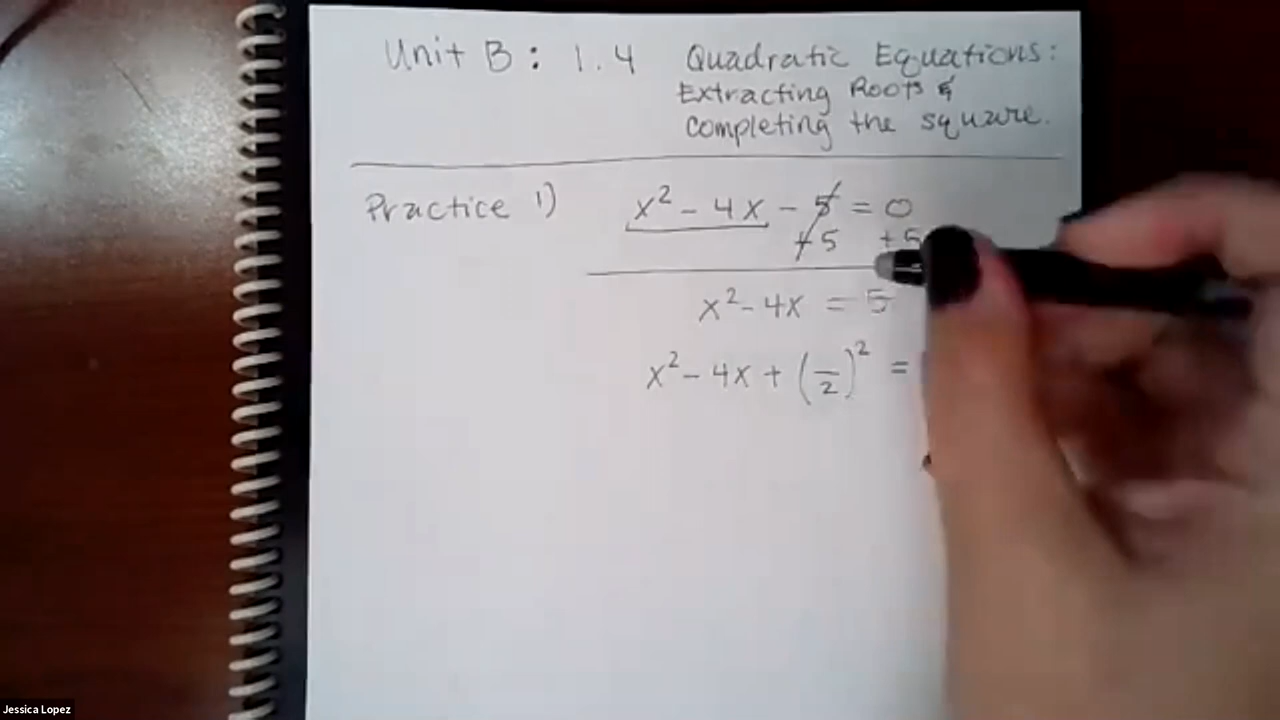 Unit B: 1.4 Quadratic Equations:
Extracting Roots &
completing the square.
Practice 1) x² - 4x - 5 = 0
+5 +5
x² - 4x = 5
x² - 4x + (—/2)² =
Jessica Lopez